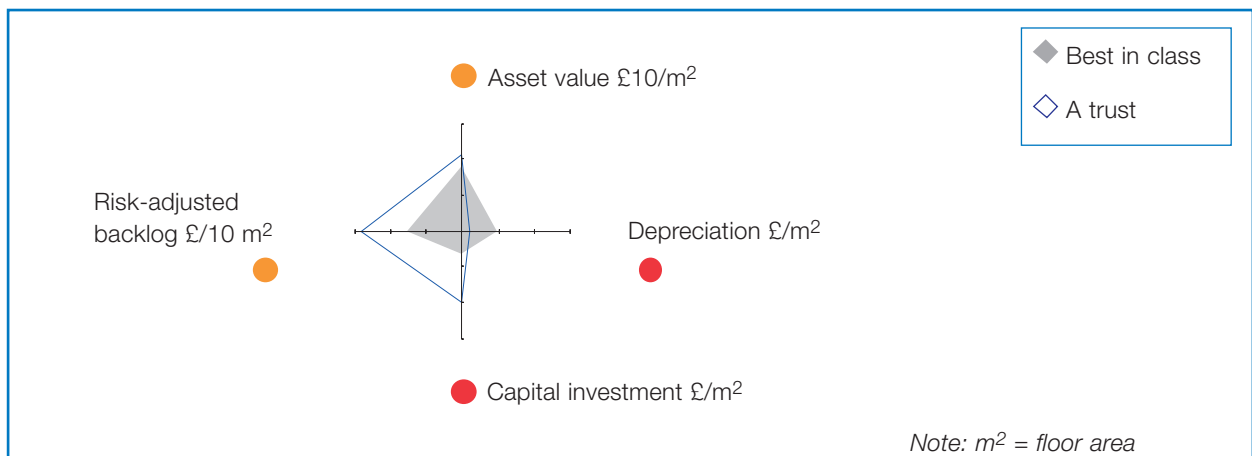 Asset value £10/m²
Best in class
A trust
Risk-adjusted
backlog £/10 m²
Depreciation £/m²
Capital investment £/m²
Note: m² = floor area